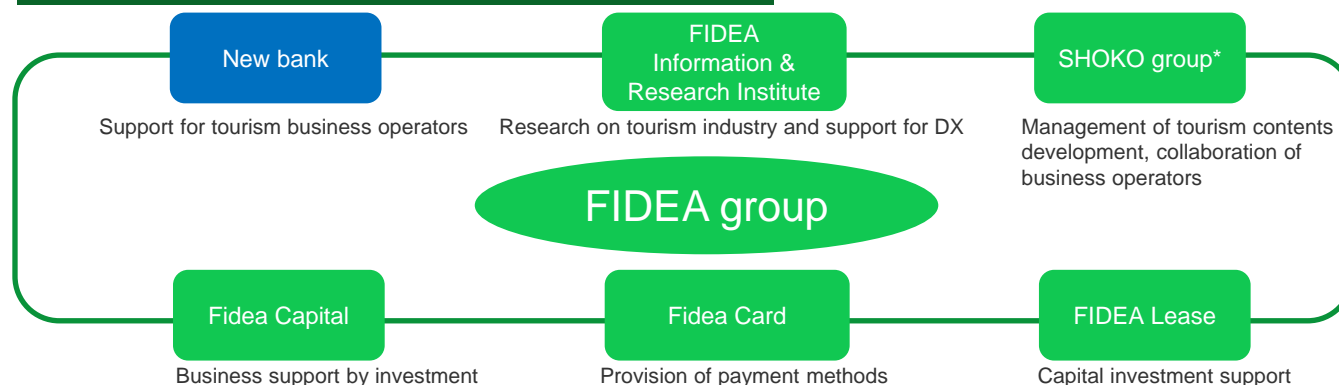 New bank
FIDEA
Information &
Research Institute
SHOKO group*
Support for tourism business operators
Research on tourism industry and support for DX
Management of tourism contents
development, collaboration of
business operators
FIDEA group
Fidea Capital
Fidea Card
FIDEA Lease
Business support by investment
Provision of payment methods
Capital investment support